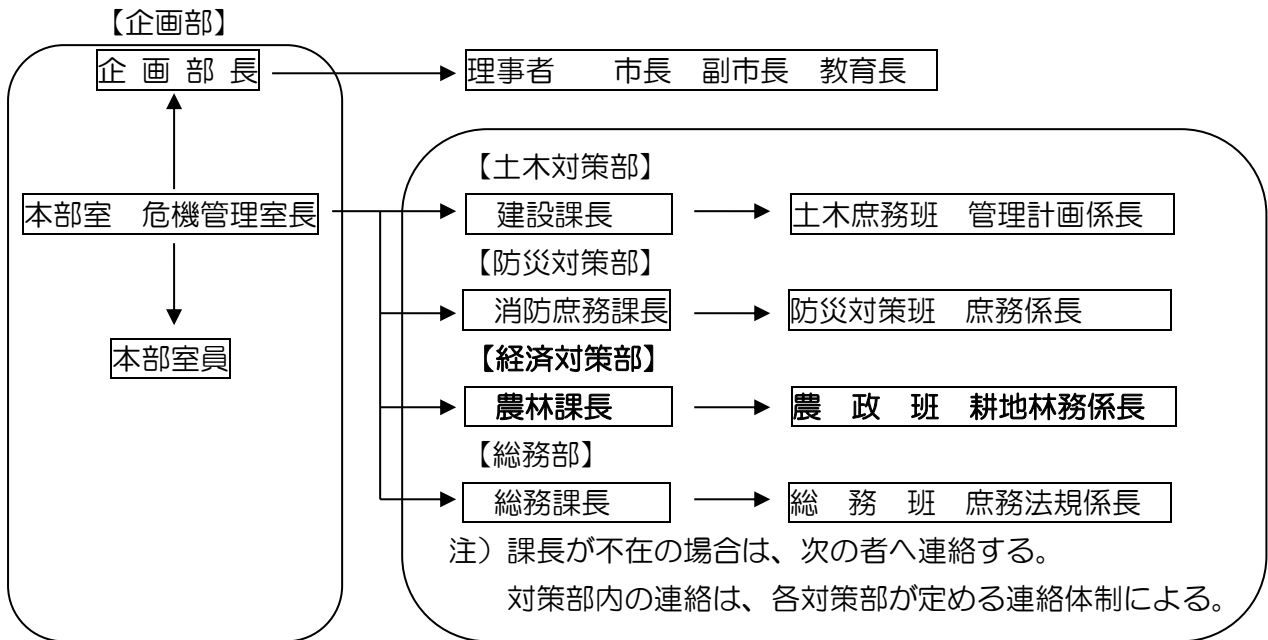 【企画部】
企 画 部 長
理事者　　市長　副市長　教育長
【土木対策部】
本部室　危機管理室長
建設課長
土木庶務班　管理計画係長
【防災対策部】
消防庶務課長
防災対策班　庶務係長
本部室員
【経済対策部】
農林課長
農　政　班　耕地林務係長
【総務部】
総務課長
総　務　班　庶務法規係長
注）課長が不在の場合は、次の者へ連絡する。
対策部内の連絡は、各対策部が定める連絡体制による。